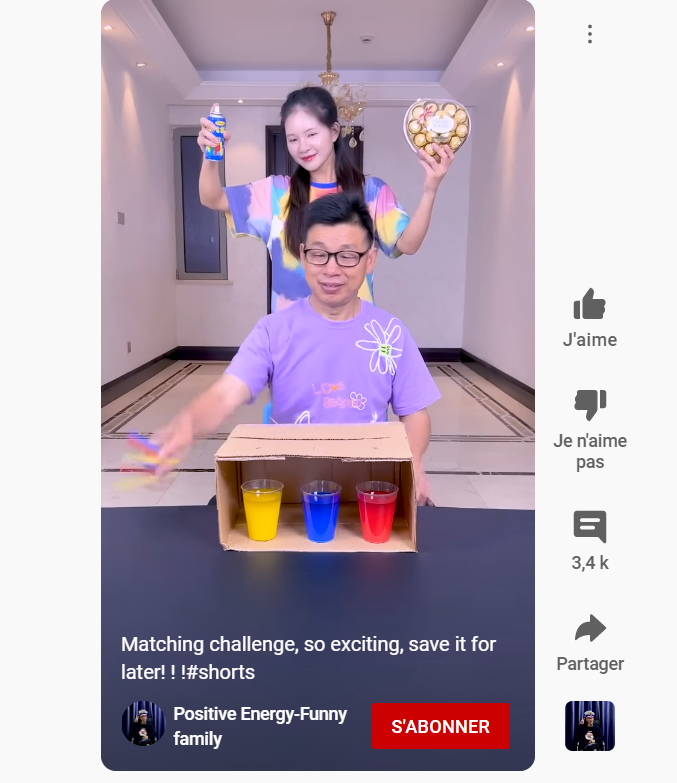 J'aime
Je n'aime
pas
3,4 k
Partager
Matching challenge, so exciting, save it for
later! ! !#shorts
Positive Energy-Funny
family
S'ABONNER